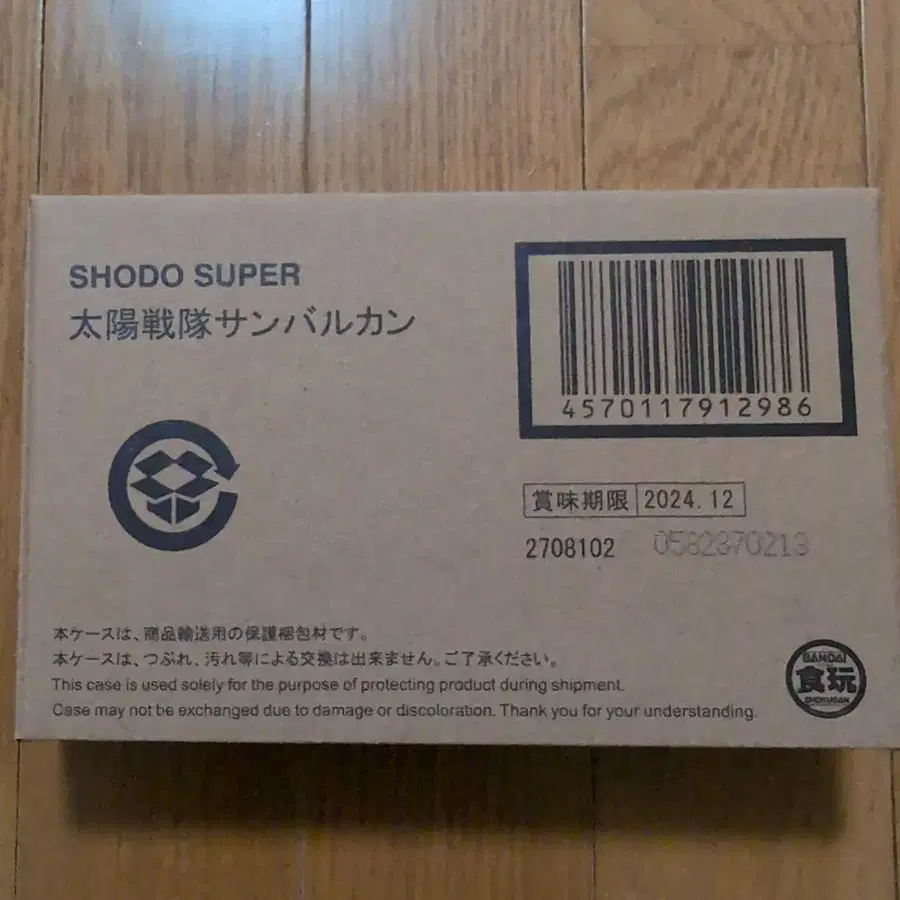 SHODO SUPER
太陽戦隊サンバルカン
4570117912986
賞味期限 2024.12
2708102 0582370213
本ケースは、商品輸送用の保護梱包材です。
本ケースは、つぶれ、汚れ等による交換は出来ません。ご了承ください。
This case is used solely for the purpose of protecting product during shipment.
Case may not be exchanged due to damage or discoloration. Thank you for your understanding.
BANDAI
食玩
SHOKUGAN